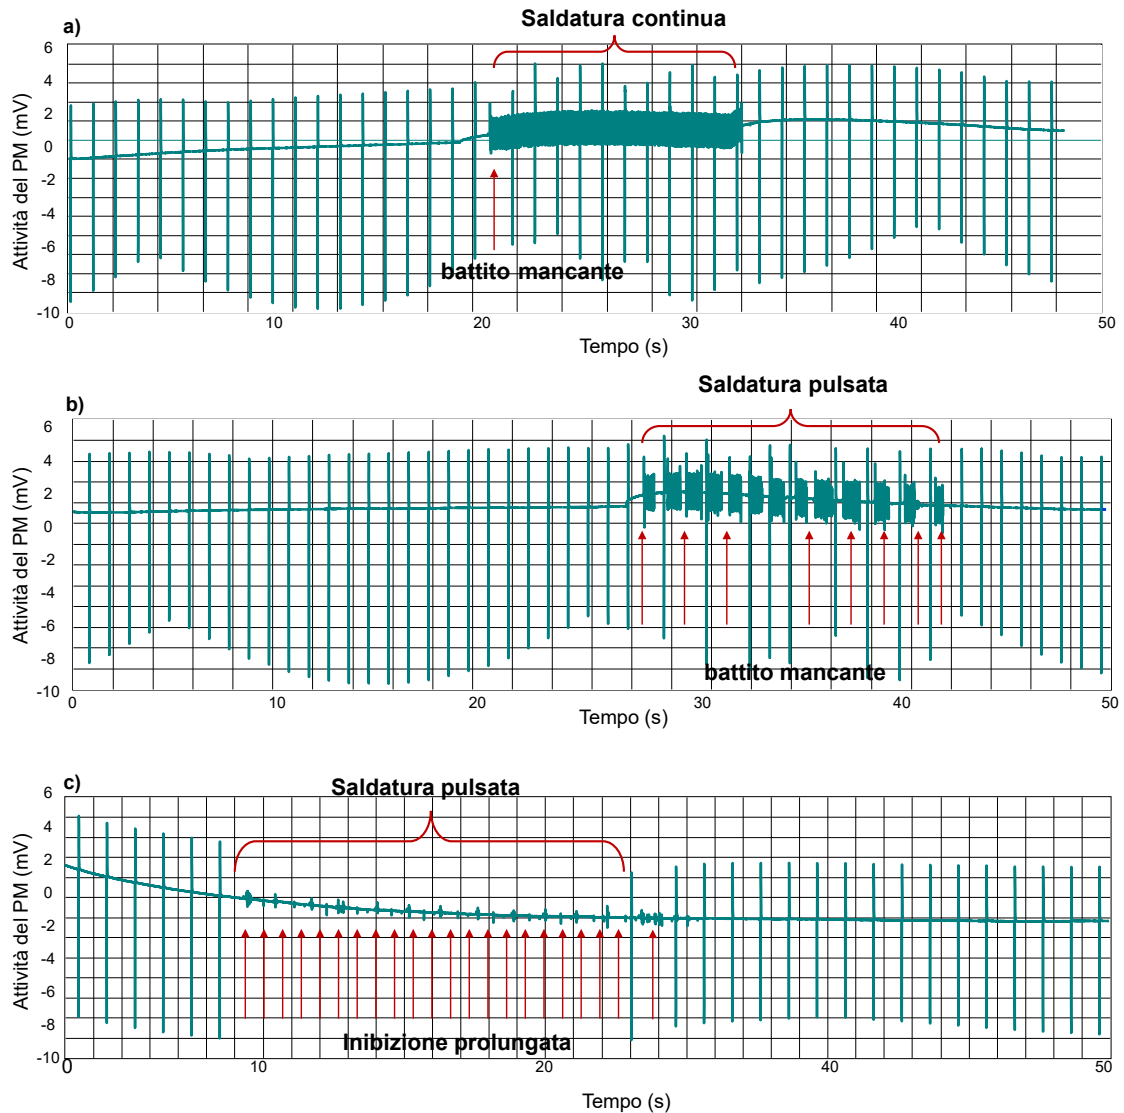 a)
Saldatura continua
Attività del PM (mV)
6
4
2
0
-2
-4
-6
-8
-10
battito mancante
0 10 20 30 40 50
Tempo (s)
b)
Saldatura pulsata
Attività del PM (mV)
6
4
2
0
-2
-4
-6
-8
-10
battito mancante
0 10 20 30 40 50
Tempo (s)
c)
Saldatura pulsata
Attività del PM (mV)
6
4
2
0
-2
-4
-6
-8
-10
Inibizione prolungata
0 10 20 40 50
Tempo (s)